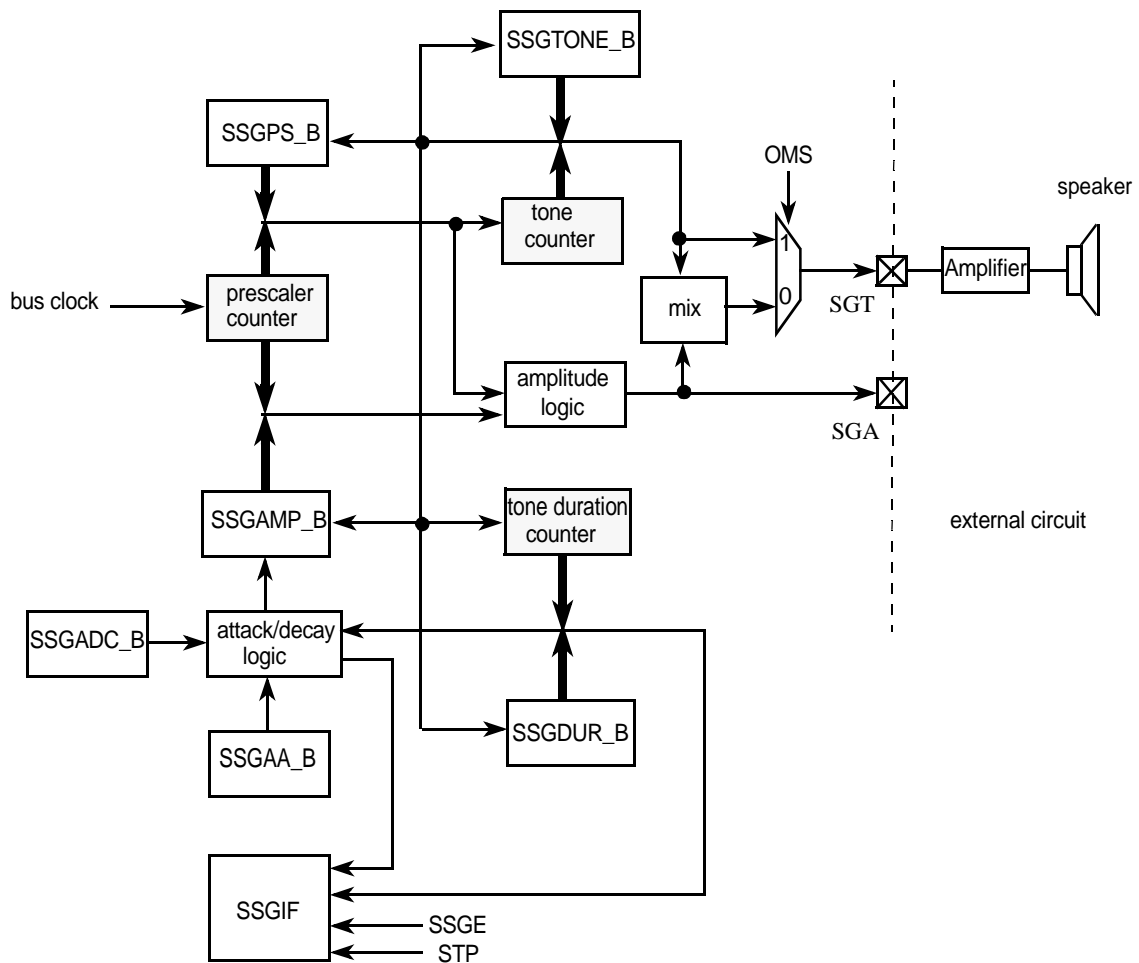 SSGTONE_B
SSGPS_B
OMS
speaker
tone
counter
1
Amplifier
bus clock
prescaler
counter
mix
0
SGT
amplitude
logic
SGA
SSGAMP_B
tone duration
counter
external circuit
SSGADC_B
attack/decay
logic
SSGDUR_B
SSGAA_B
SSGIF
SSGE
STP